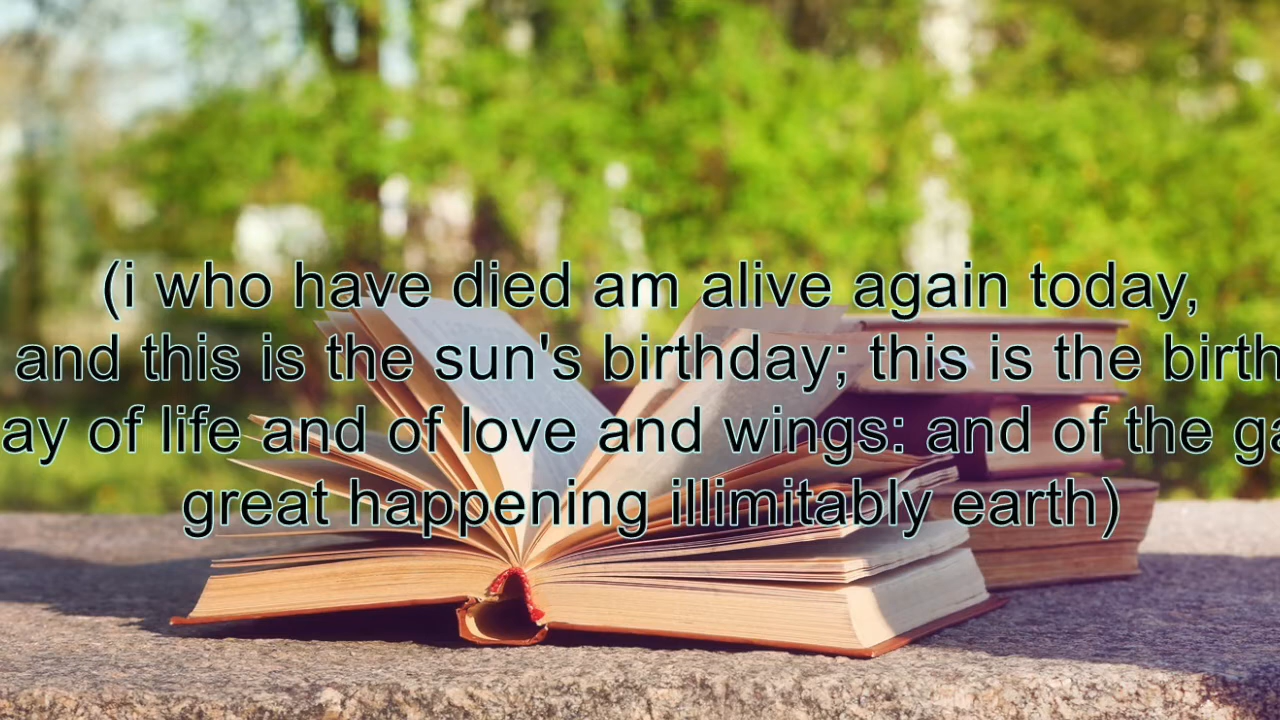 (i who have died am alive again today,
and this is the sun's birthday; this is the birth
ay of life and of love and wings: and of the ga
great happening illimitably earth)